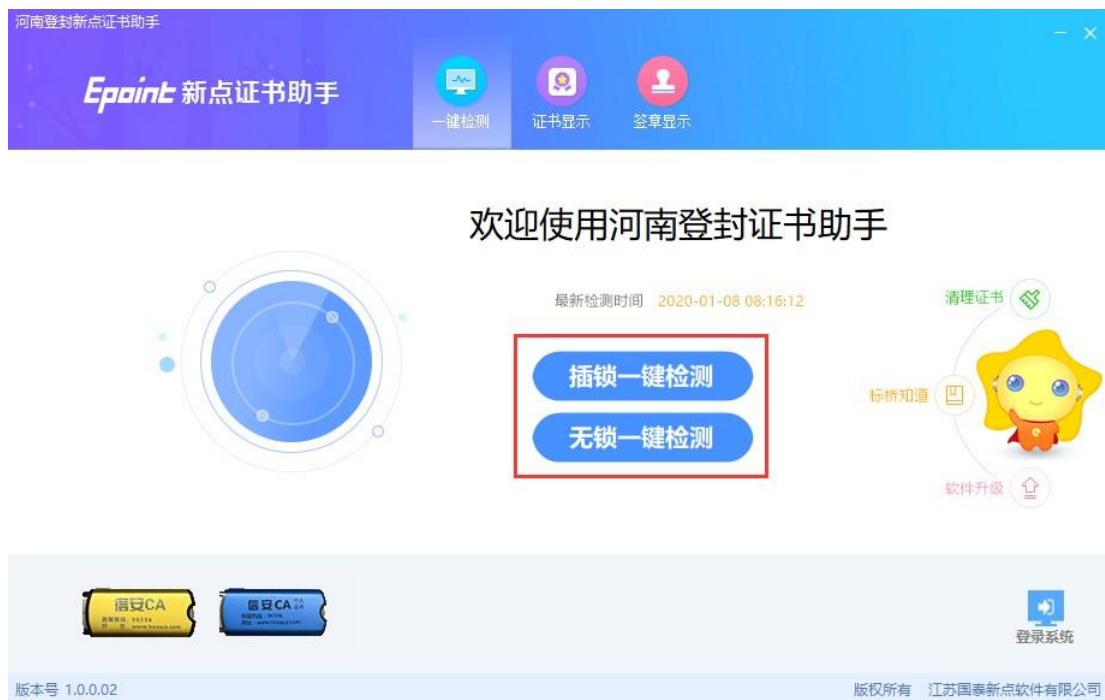 河南登封新点证书助手
Epoint 新点证书助手
一键检测
证书显示
签章显示
欢迎使用河南登封证书助手
最新检测时间 2020-01-08 08:16:12
清理证书
插锁一键检测
标桥知道
无锁一键检测
软件升级
信安CA
信安CA
登录系统
版本号 1.0.0.02
版权所有 江苏国泰新点软件有限公司